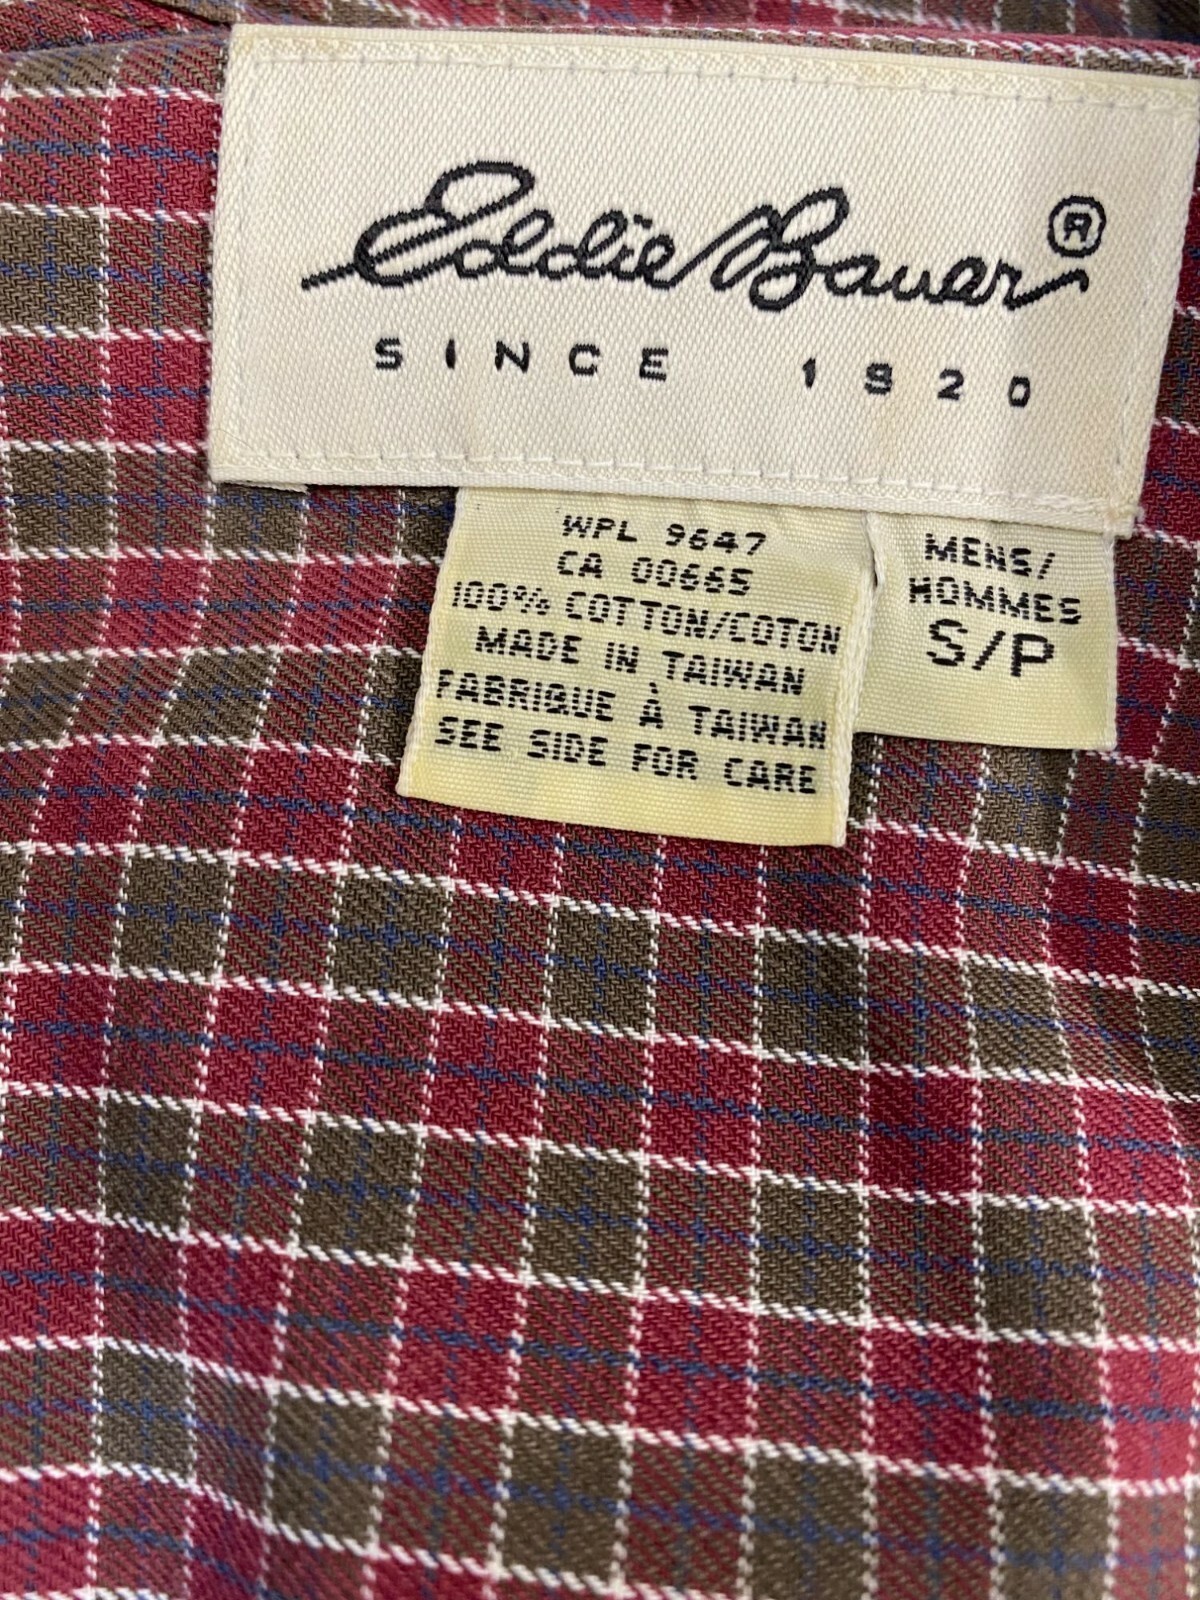 Eddie Bauer ®
SINCE 1920
WPL 9647
CA 00665
100% COTTON/COTON
MADE IN TAIWAN
FABRIQUE À TAIWAN
SEE SIDE FOR CARE
MENS/
HOMMES
S/P